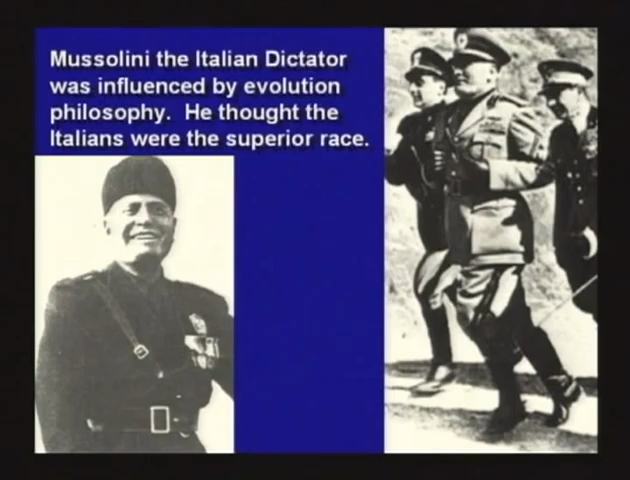 Mussolini the Italian Dictator
was influenced by evolution
philosophy.  He thought the
Italians were the superior race.